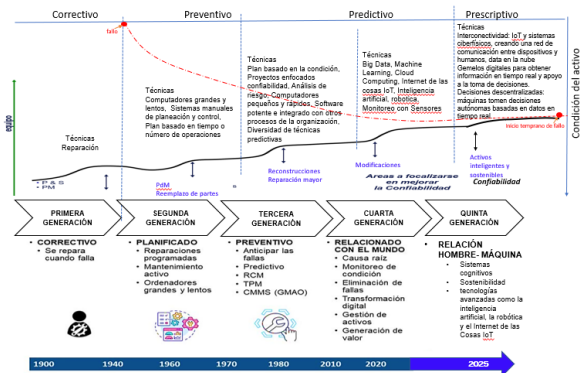 Correctivo
Preventivo
Predictivo
Prescriptivo
fallo
Técnicas
Reparación
Técnicas
Computadores grandes y
lentos, Sistemas manuales
de planeación y control,
Plan basado en tiempo o
número de operaciones
Técnicas
Plan basado en la condición,
Proyectos enfocados
confiabilidad, Análisis de
riesgo, Computadores
pequeños y rápidos, Software
potente e integrado con otros
procesos de la organización,
Diversidad de técnicas
predictivas
Técnicas
Big Data, Machine
Learning, Cloud
Computing, Internet de las
cosas IoT, Inteligencia
artificial, robótica,
Monitoreo con Sensores
Técnicas
Interconectividad: IoT y sistemas
ciberfísicos, creando una red de
comunicación entre dispositivos y
humanos, data en la nube
Gemelos digitales para obtener
información en tiempo real y apoyo
a la toma de decisiones.
Decisiones descentralizadas:
máquinas tomen decisiones
autónomas basadas en datos en
tiempo real.
Inicio temprano de fallo
Condición del activo
equipo
P & S
PM
PdM
Reemplazo de partes
Reconstrucciones
Reparación mayor
Modificaciones
Areas a focalizarse
en mejorar
la Confiabilidad
Activos
inteligentes y
sostenibles
Confiabilidad
PRIMERA
GENERACIÓN
SEGUNDA
GENERACIÓN
TERCERA
GENERACIÓN
CUARTA
GENERACIÓN
QUINTA
GENERACIÓN
• CORRECTIVO
• Se repara
cuando falla
• PLANIFICADO
• Reparaciones
programadas
• Mantenimiento
activo
• Ordenadores
grandes y lentos
• PREVENTIVO
• Anticipar las
fallas
• Predictivo
• RCM
• TPM
• CMMS (GMAO)
• RELACIONADO
CON EL MUNDO
• Causa raíz
• Monitoreo de
condición
• Eliminación de
fallas
• Transformación
digital
• Gestión de
activos
• Generación de
valor
• RELACIÓN
HOMBRE- MÁQUINA
• Sistemas
cognitivos
• Sostenibilidad
• tecnologías
avanzadas como la
inteligencia
artificial, la robótica
y el Internet de las
Cosas IoT
1900
1940
1960
1970
1980
2010
2020
2025